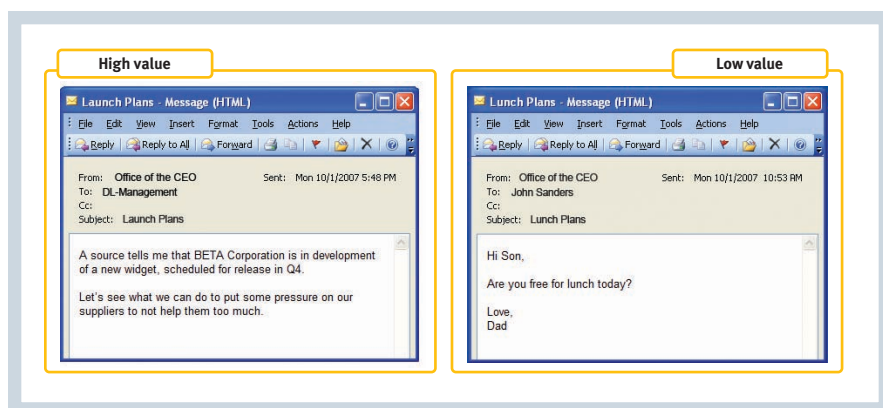 High value
Launch Plans - Message (HTML)
File Edit View Insert Format Tools Actions Help
Reply Reply to All Forward
From: Office of the CEO Sent: Mon 10/1/2007 5:48 PM
To: DL-Management
Cc:
Subject: Launch Plans
A source tells me that BETA Corporation is in development
of a new widget, scheduled for release in Q4.
Let's see what we can do to put some pressure on our
suppliers to not help them too much.
Low value
Lunch Plans - Message (HTML)
File Edit View Insert Format Tools Actions Help
Reply Reply to All Forward
From: Office of the CEO Sent: Mon 10/1/2007 10:53 AM
To: John Sanders
Cc:
Subject: Lunch Plans
Hi Son,
Are you free for lunch today?
Love,
Dad